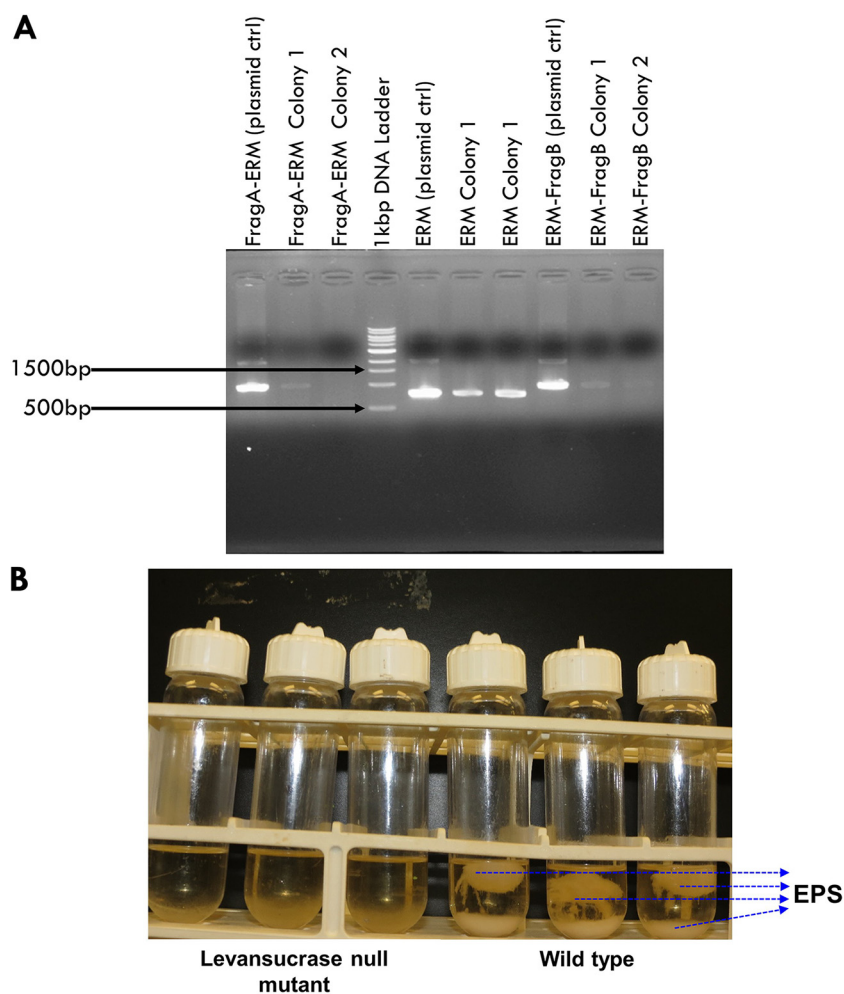 A
FragA-ERM (plasmid ctrl)
FragA-ERM Colony 1
FragA-ERM Colony 2
1kbp DNA Ladder
ERM (plasmid ctrl)
ERM Colony 1
ERM Colony 1
ERM-FragB (plasmid ctrl)
ERM-FragB Colony 1
ERM-FragB Colony 2
1500bp
500bp
B
EPS
Levansucrase null
mutant
Wild type